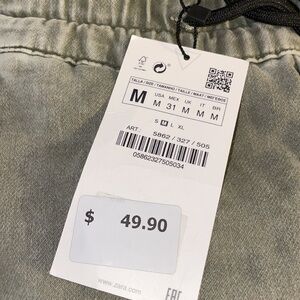 TALLA / SIZE / TAMANHO / TAILLE / MAAT /
USA MEX UK IT BR
M M 31 M M M
S M L XL
ART. 5862 / 327 / 505
05862327505034
$ 49.90
www.zara.com
EAC